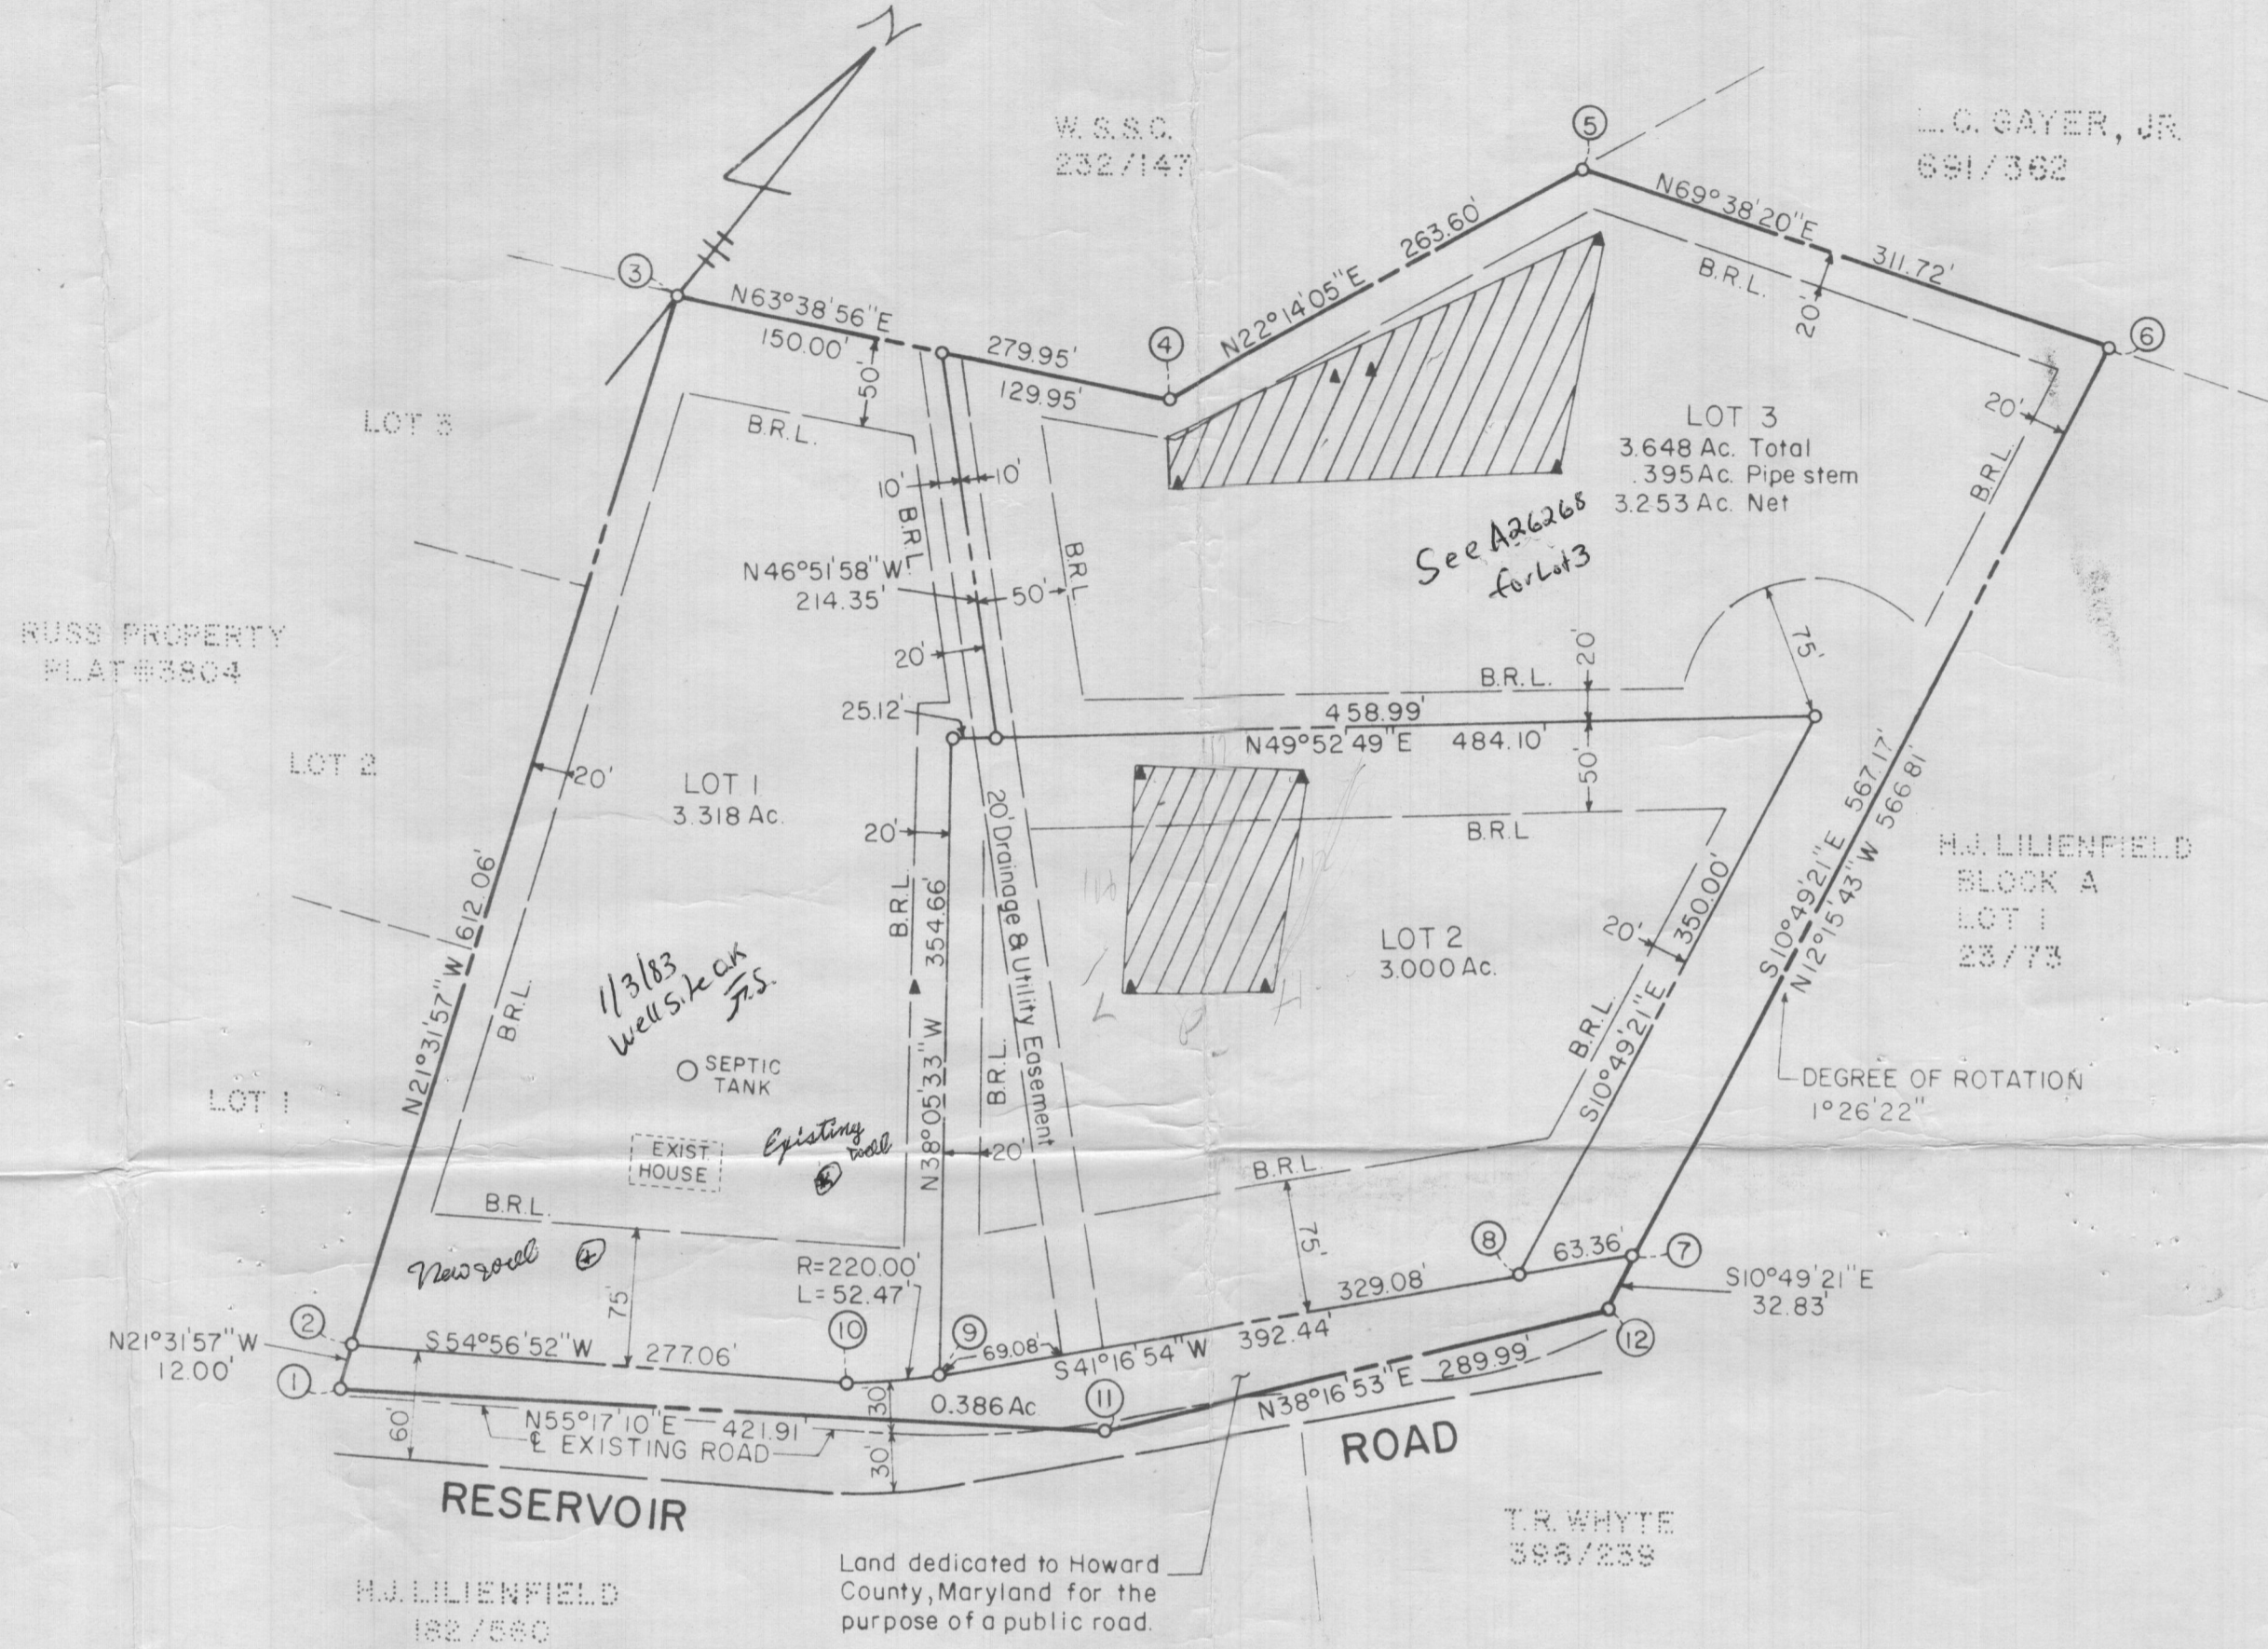 N
W.S.S.C.
232/147
L.C. GAYER, JR.
691/362
5
N69°38'20"E
311.72'
B.R.L.
20'
6
3
N63°38'56"E
150.00'
50'
279.95'
129.95'
4
N22°14'05"E
263.60'
LOT 3
B.R.L.
LOT 3
3.648 Ac. Total
.395 Ac. Pipe stem
3.253 Ac. Net
20'
B.R.L.
10'
10'
B.R.L.
See A26268
for Lot 3
N46°51'58"W
214.35'
50'
B.R.L.
RUSS PROPERTY
PLAT #3804
20'
75'
B.R.L.
20'
25.12'
458.99'
N49°52'49"E 484.10'
LOT 2
20'
LOT 1
3.318 Ac.
50'
20'
B.R.L
B.R.L.
354.66'
N38°05'33"W
20' Drainage & Utility Easement
S10°49'21"E 567.17'
N12°15'43"W 566.81'
H.J. LILIENFIELD
BLOCK A
LOT 1
23/73
N21°31'57"W 612.06'
B.R.L.
1/3/83
Well Site OK
J.S.
LOT 2
3.000 Ac.
20'
350.00'
B.R.L.
S10°49'21"E
SEPTIC
TANK
LOT 1
B.R.L.
DEGREE OF ROTATION
1°26'22"
EXIST.
HOUSE
Existing
well
20'
B.R.L.
B.R.L.
75'
New well
75'
R=220.00'
L=52.47'
8
63.36'
7
329.08'
S10°49'21"E
32.83'
2
N21°31'57"W
12.00'
S54°56'52"W
277.06'
10
9
69.08'
S41°16'54"W
392.44'
12
1
60'
N55°17'10"E
421.91'
30'
0.386 Ac
11
N38°16'53"E
289.99'
℄ EXISTING ROAD
30'
ROAD
RESERVOIR
T.R. WHYTE
398/239
Land dedicated to Howard
County, Maryland for the
purpose of a public road.
H.J. LILIENFIELD
182/560